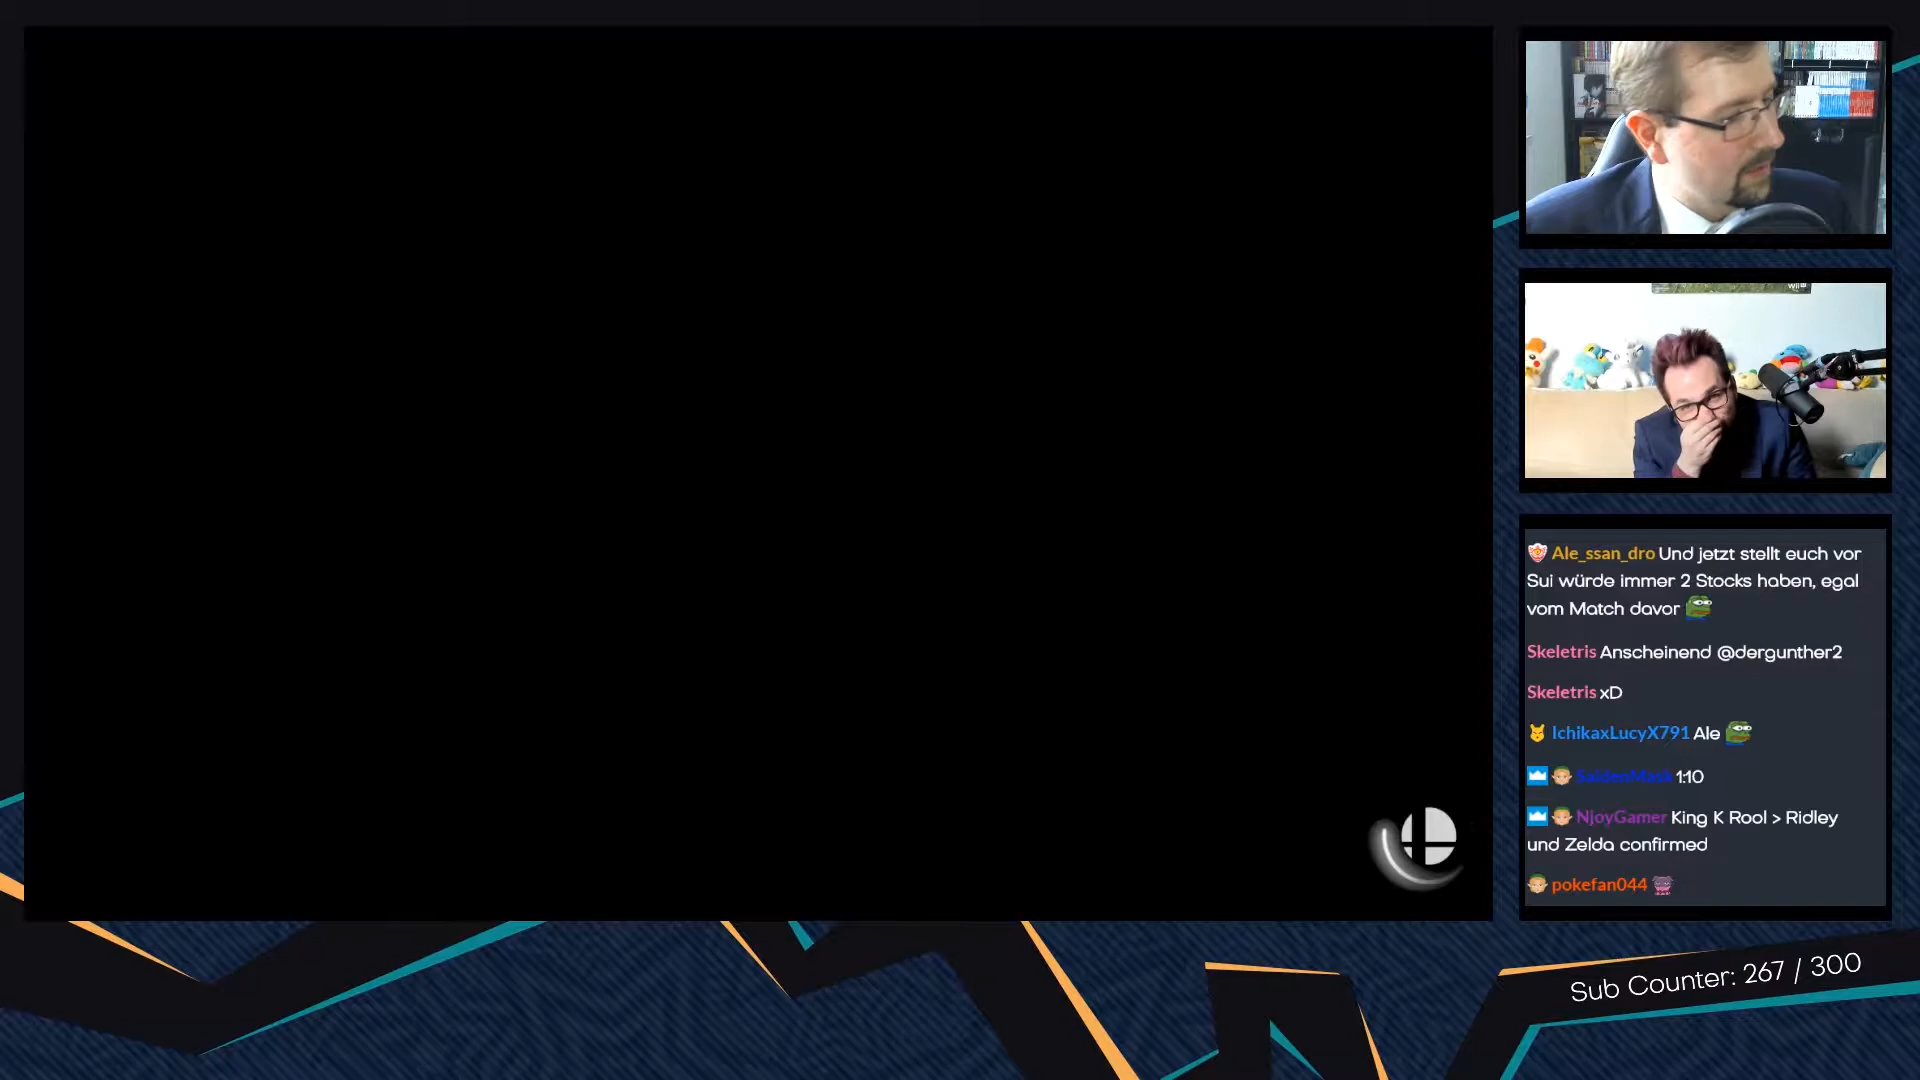 Ale_ssan_dro Und jetzt stellt euch vor
Sui würde immer 2 Stocks haben, egal
vom Match davor
Skeletris Anscheinend @dergunther2
Skeletris xD
IchikaxLucyX791 Ale
SaidenMask 1:10
NjoyGamer King K Rool > Ridley
und Zelda confirmed
pokefan044
Sub Counter: 267 / 300